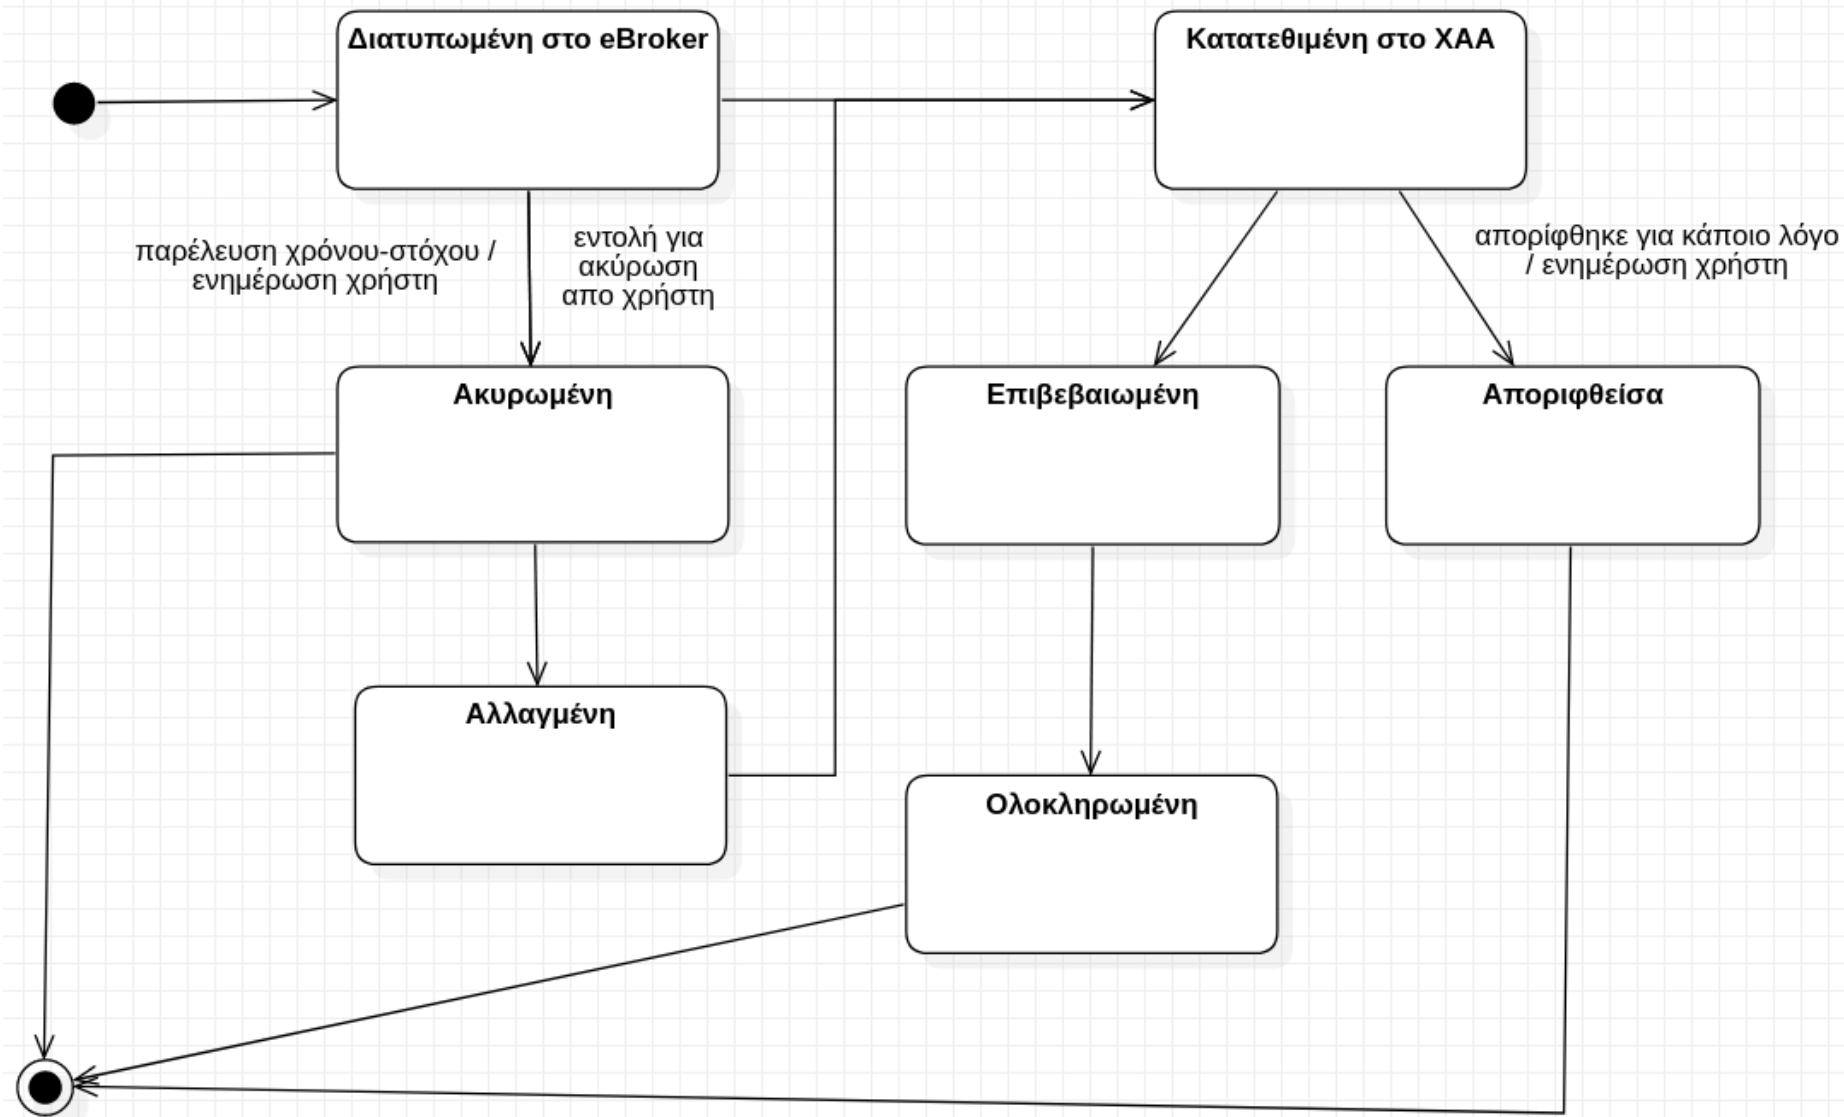 Διατυπωμένη στο eBroker
Κατατεθιμένη στο ΧΑΑ
παρέλευση χρόνου-στόχου /
ενημέρωση χρήστη
εντολή για
ακύρωση
απο χρήστη
απορίφθηκε για κάποιο λόγο
/ ενημέρωση χρήστη
Ακυρωμένη
Επιβεβαιωμένη
Αποριφθείσα
Αλλαγμένη
Ολοκληρωμένη